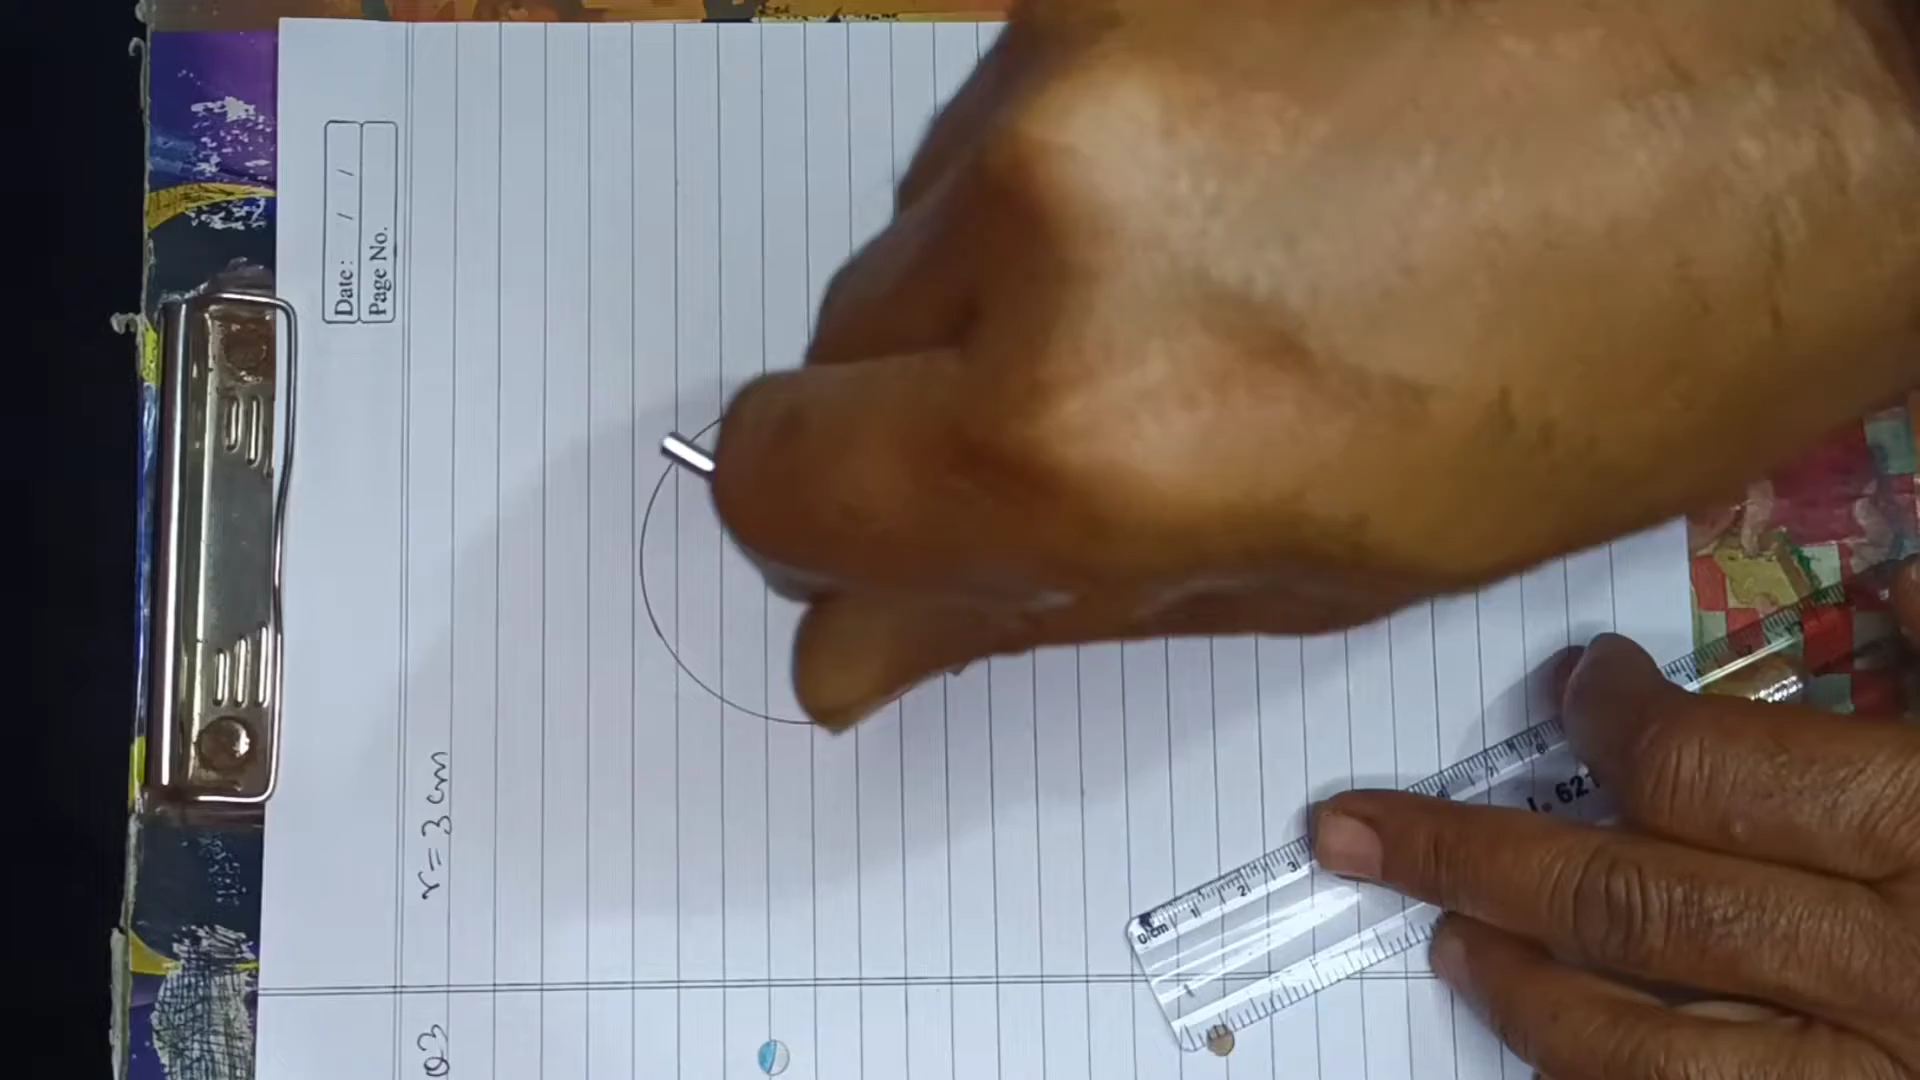 Date: / /
Page No.
Q3 r = 3 cm
0 cm 1 2 3